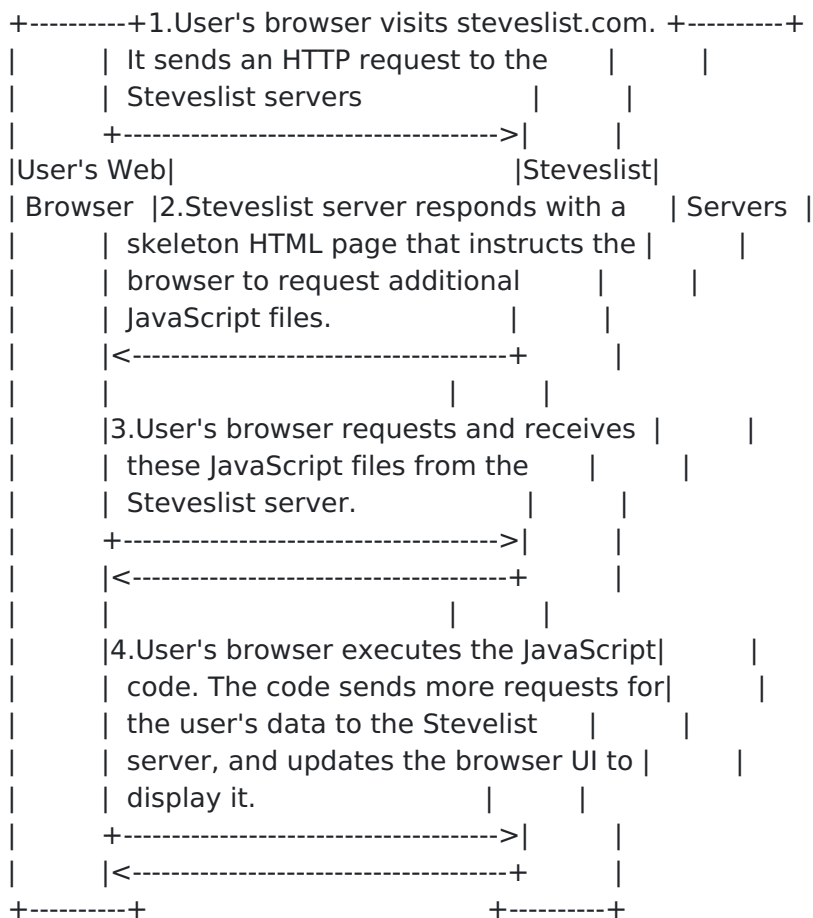 +----------+1.User's browser visits steveslist.com. +----------+
|          |  It sends an HTTP request to the       |          |
|          |  Steveslist servers                    |          |
|          +--------------------------------------->|          |
|User's Web|                                        |Steveslist|
| Browser  |2.Steveslist server responds with a     | Servers  |
|          |  skeleton HTML page that instructs the |          |
|          |  browser to request additional         |          |
|          |  JavaScript files.                     |          |
|          |<---------------------------------------+          |
|          |                                        |          |
|          |3.User's browser requests and receives  |          |
|          |  these JavaScript files from the       |          |
|          |  Steveslist server.                    |          |
|          +--------------------------------------->|          |
|          |<---------------------------------------+          |
|          |                                        |          |
|          |4.User's browser executes the JavaScript|          |
|          |  code. The code sends more requests for|          |
|          |  the user's data to the Stevelist      |          |
|          |  server, and updates the browser UI to |          |
|          |  display it.                           |          |
|          +--------------------------------------->|          |
|          |<---------------------------------------+          |
+----------+                                        +----------+